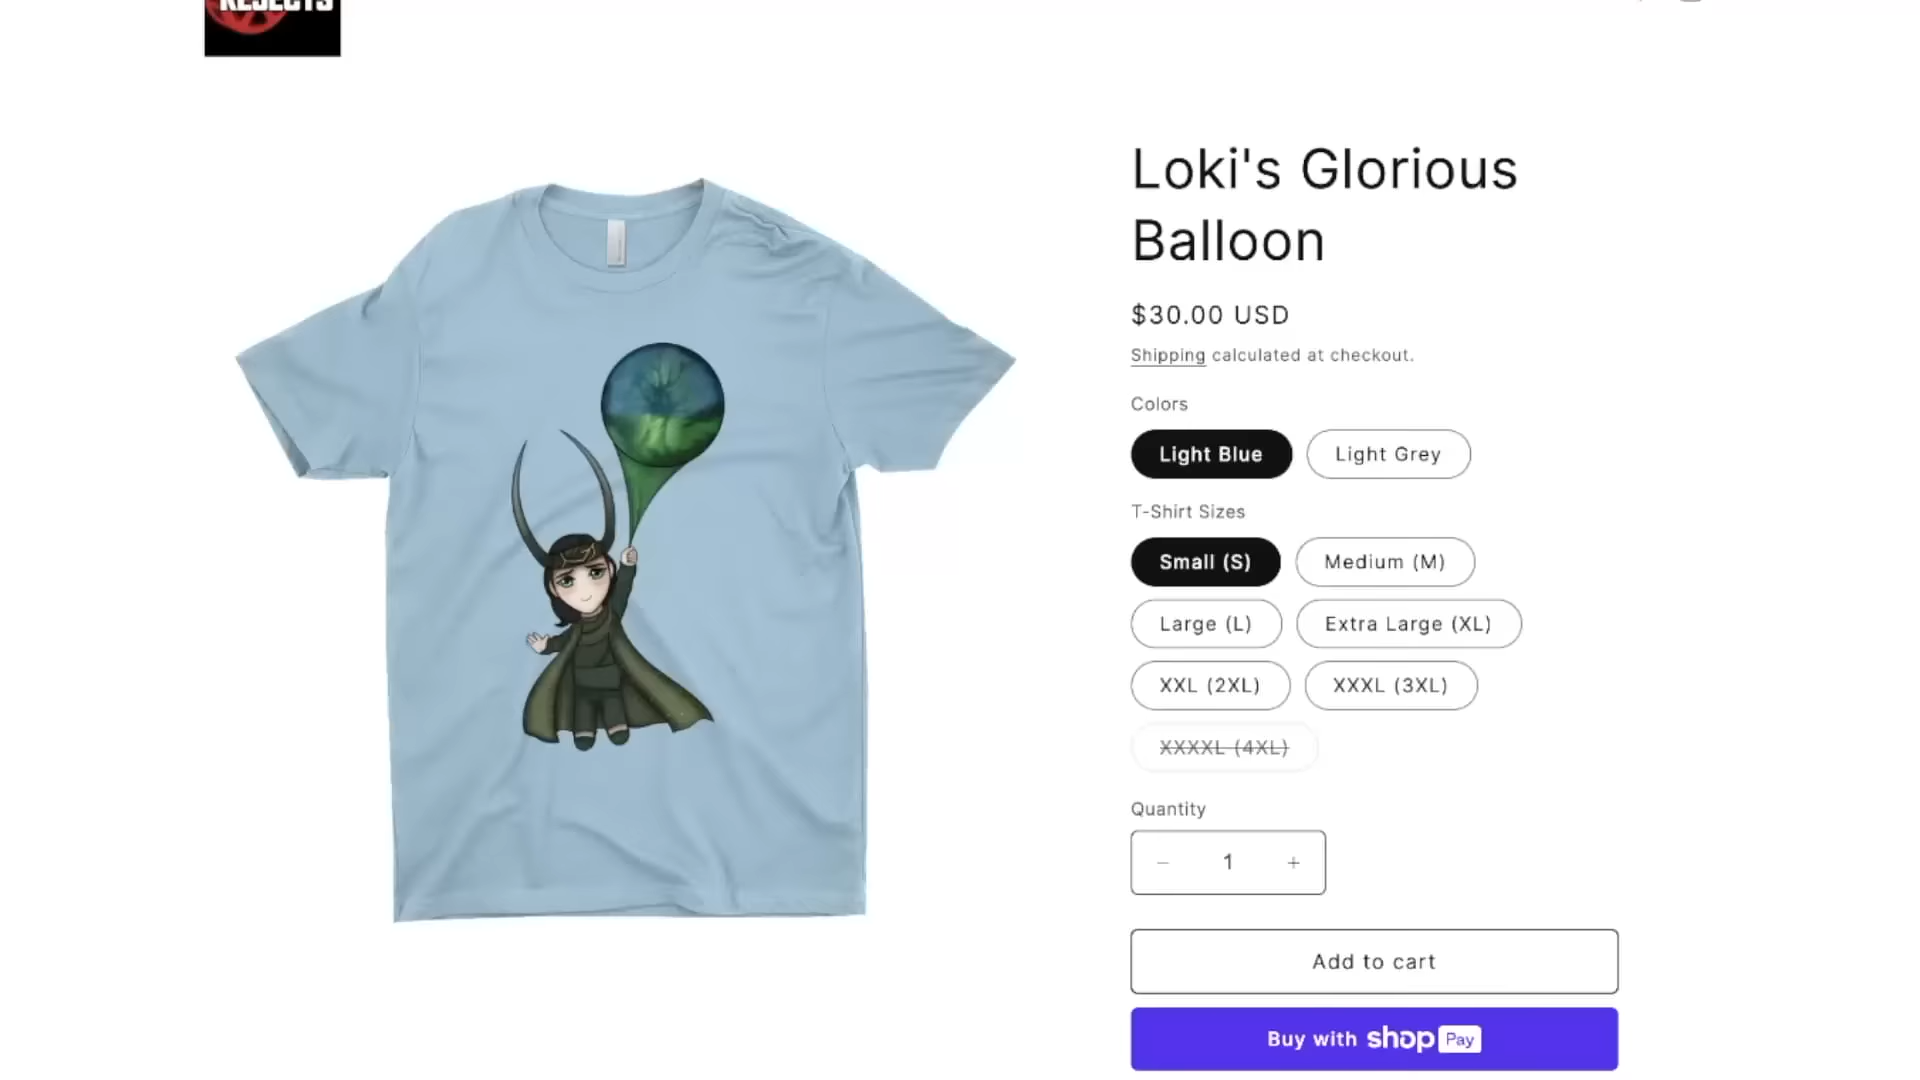 REJECTS
Loki's Glorious
Balloon
$30.00 USD
Shipping calculated at checkout.
Colors
Light Blue
Light Grey
T-Shirt Sizes
Small (S)
Medium (M)
Large (L)
Extra Large (XL)
XXL (2XL)
XXXL (3XL)
XXXXL (4XL)
Quantity
− 1 +
Add to cart
Buy with shop Pay